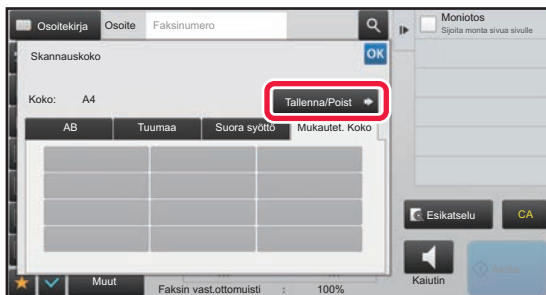 Osoitekirja
Osoite
Faksinumero
Moniotos
Sijoita monta sivua sivulle
Skannauskoko
OK
Koko: A4
Tallenna/Poist
AB
Tuumaa
Suora syöttö
Mukautet. Koko
Esikatselu
CA
Muut
Faksin vast.ottomuisti : 100%
Kaiutin
Aloita